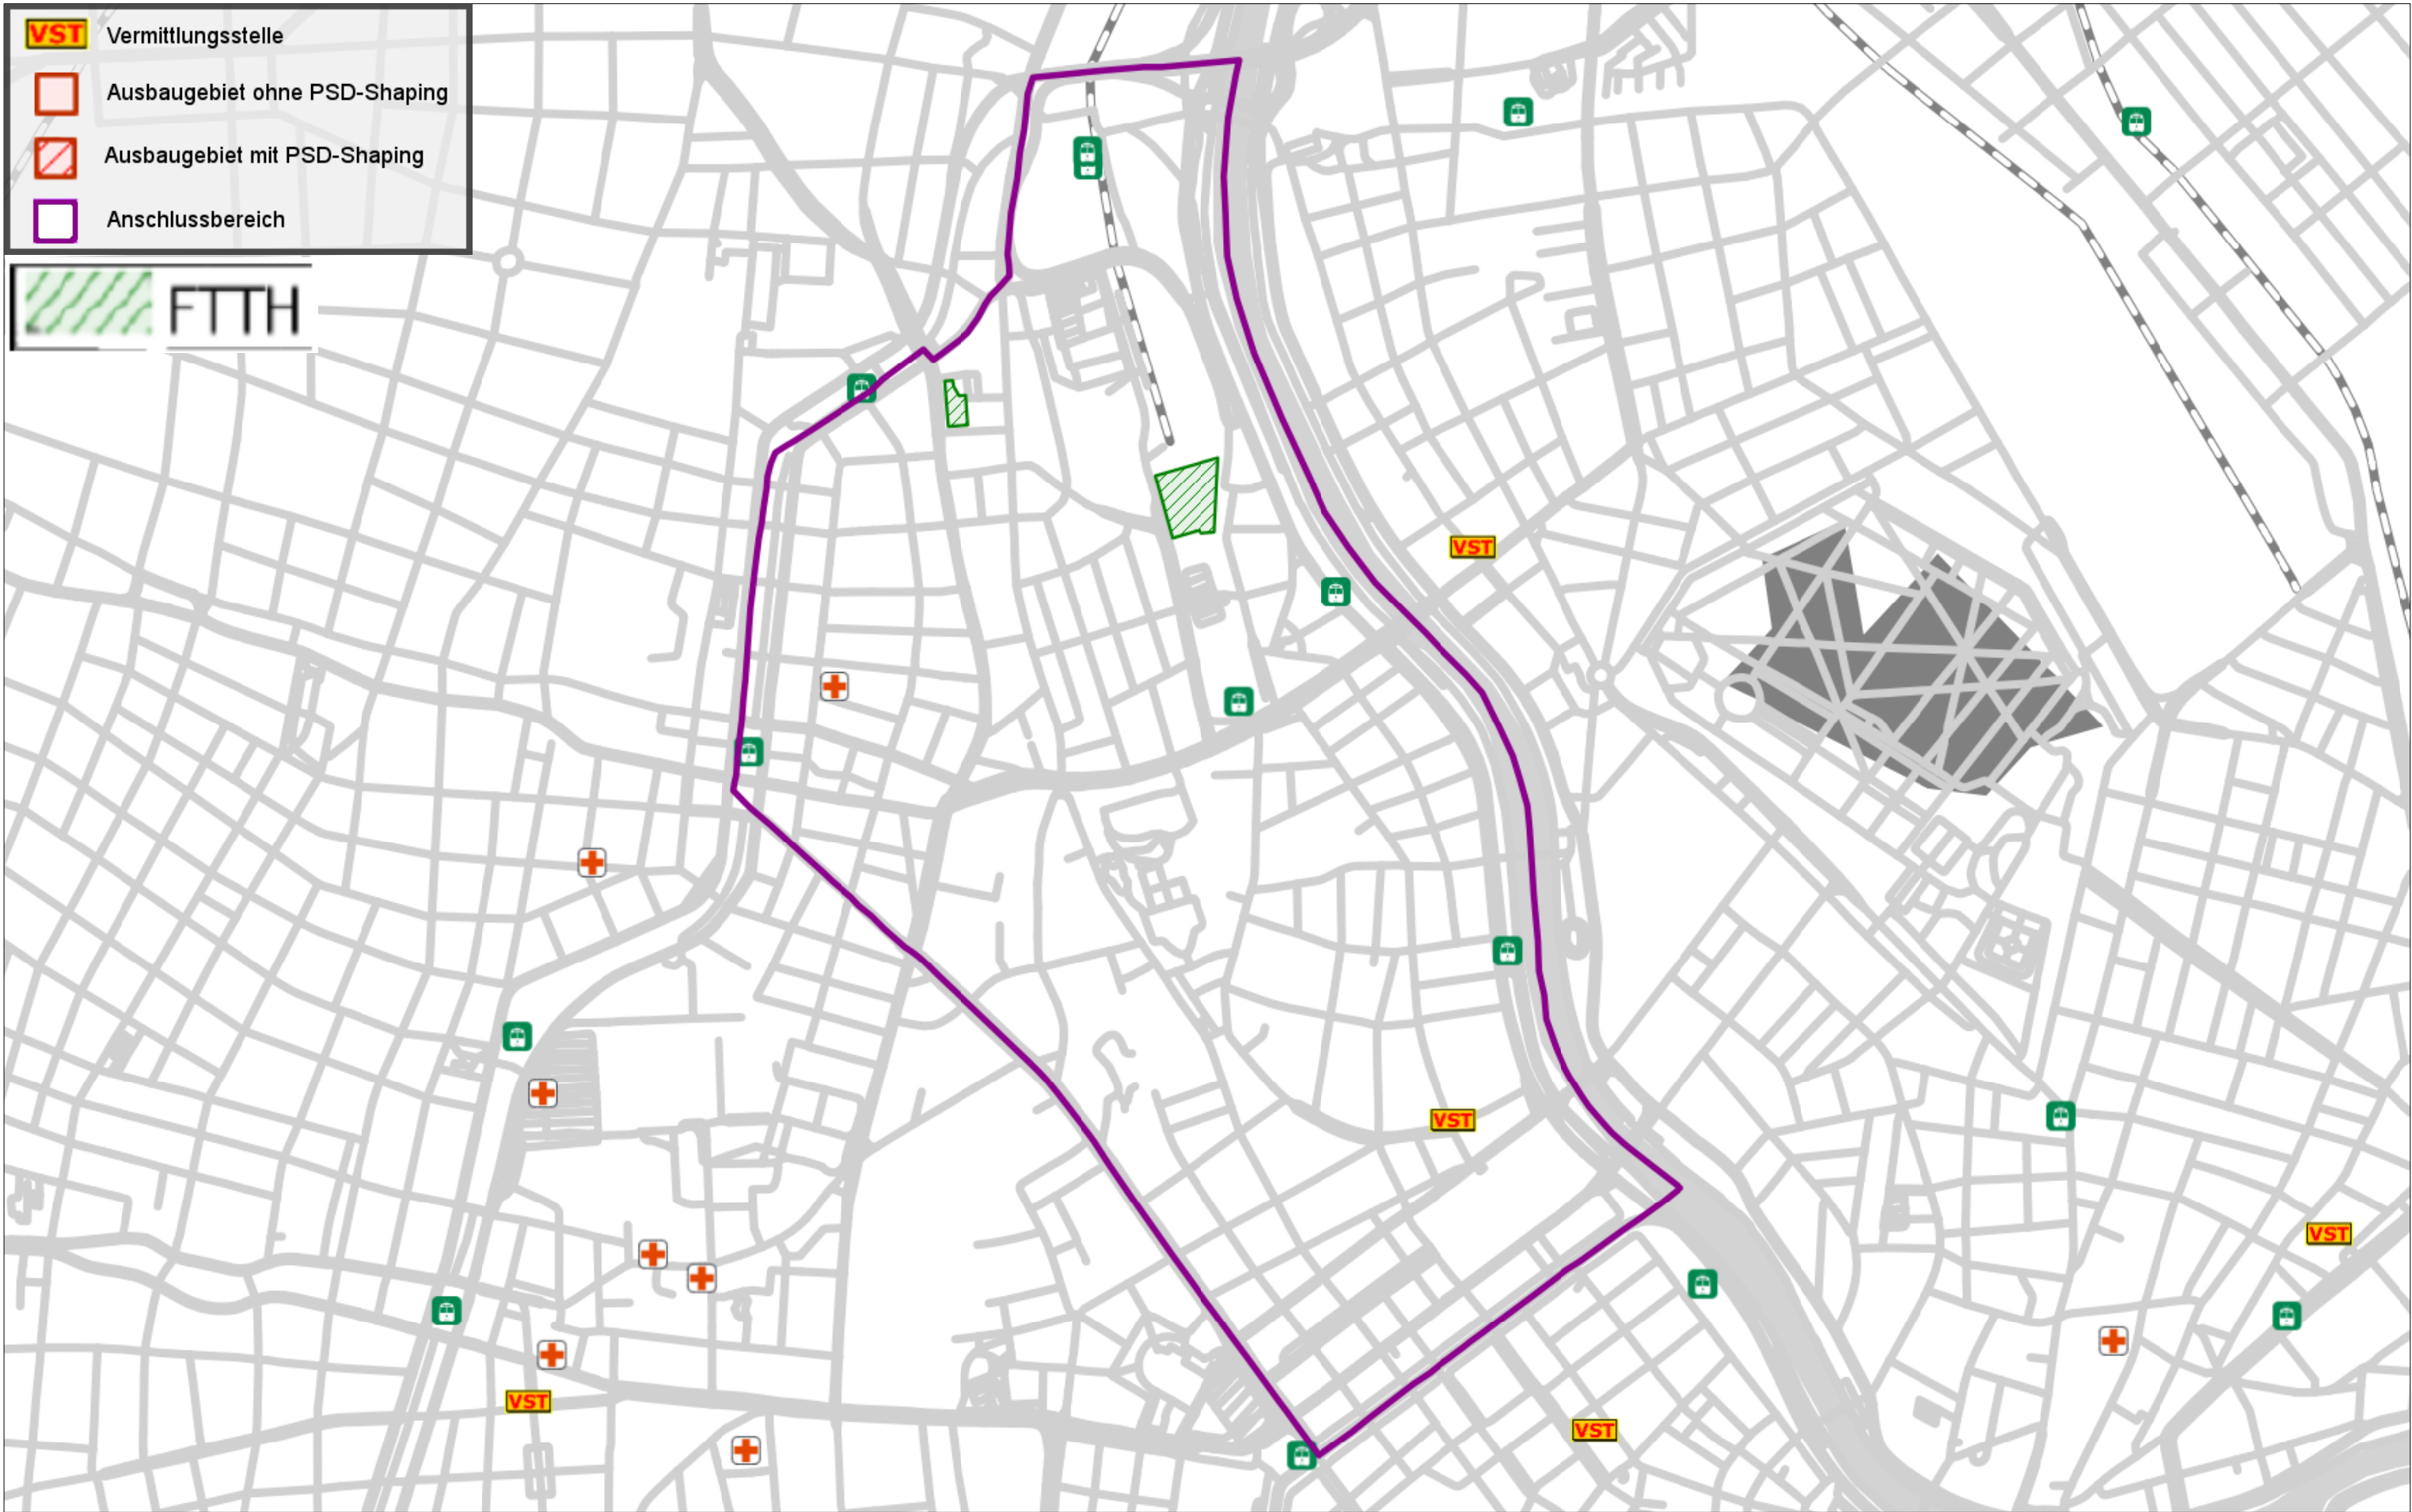 VST Vermittlungsstelle
Ausbaugebiet ohne PSD-Shaping
Ausbaugebiet mit PSD-Shaping
Anschlussbereich
FTTH
VST
VST
VST
VST
VST